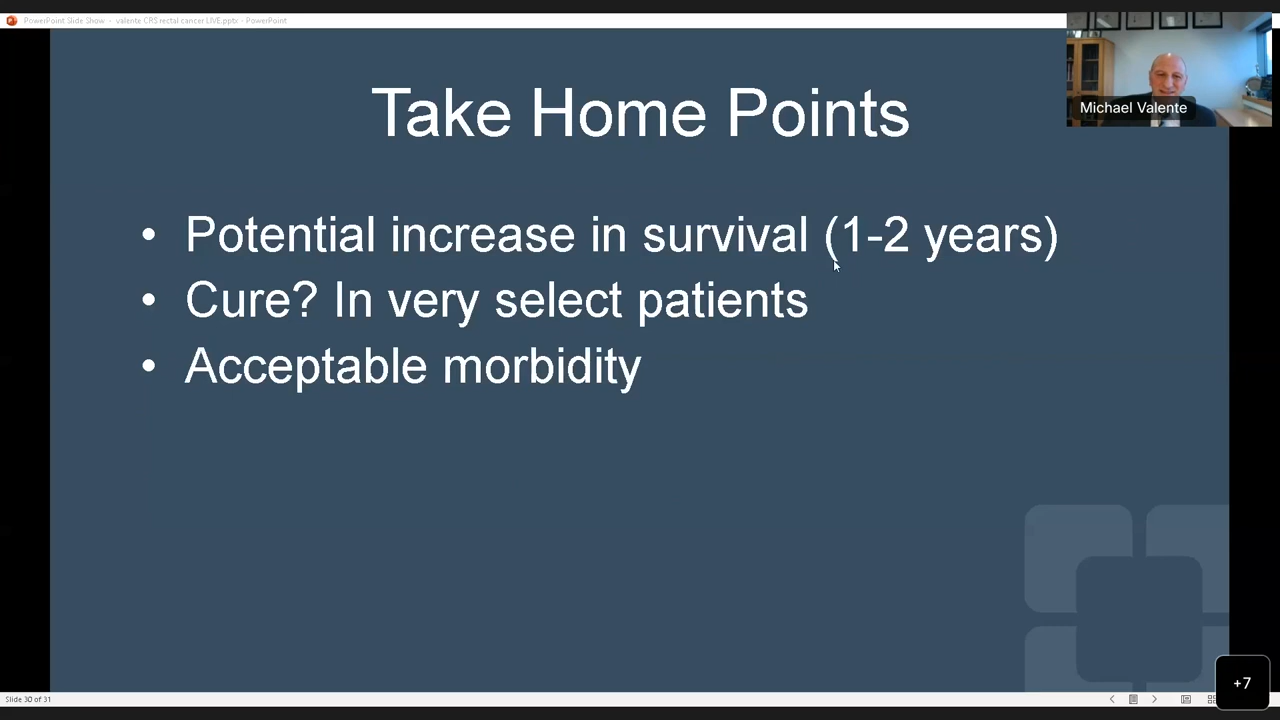 PowerPoint Slide Show - valente CRS rectal cancer LIVE.pptx - PowerPoint
Michael Valente
Take Home Points
• Potential increase in survival (1-2 years)
• Cure? In very select patients
• Acceptable morbidity
Slide 30 of 31
+7